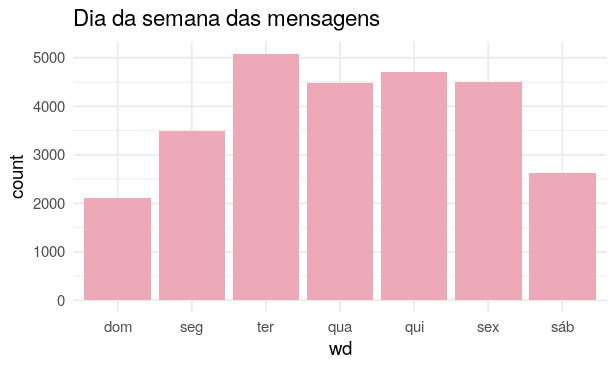 Dia da semana das mensagens
count
5000
4000
3000
2000
1000
0
dom seg ter qua qui sex sáb
wd